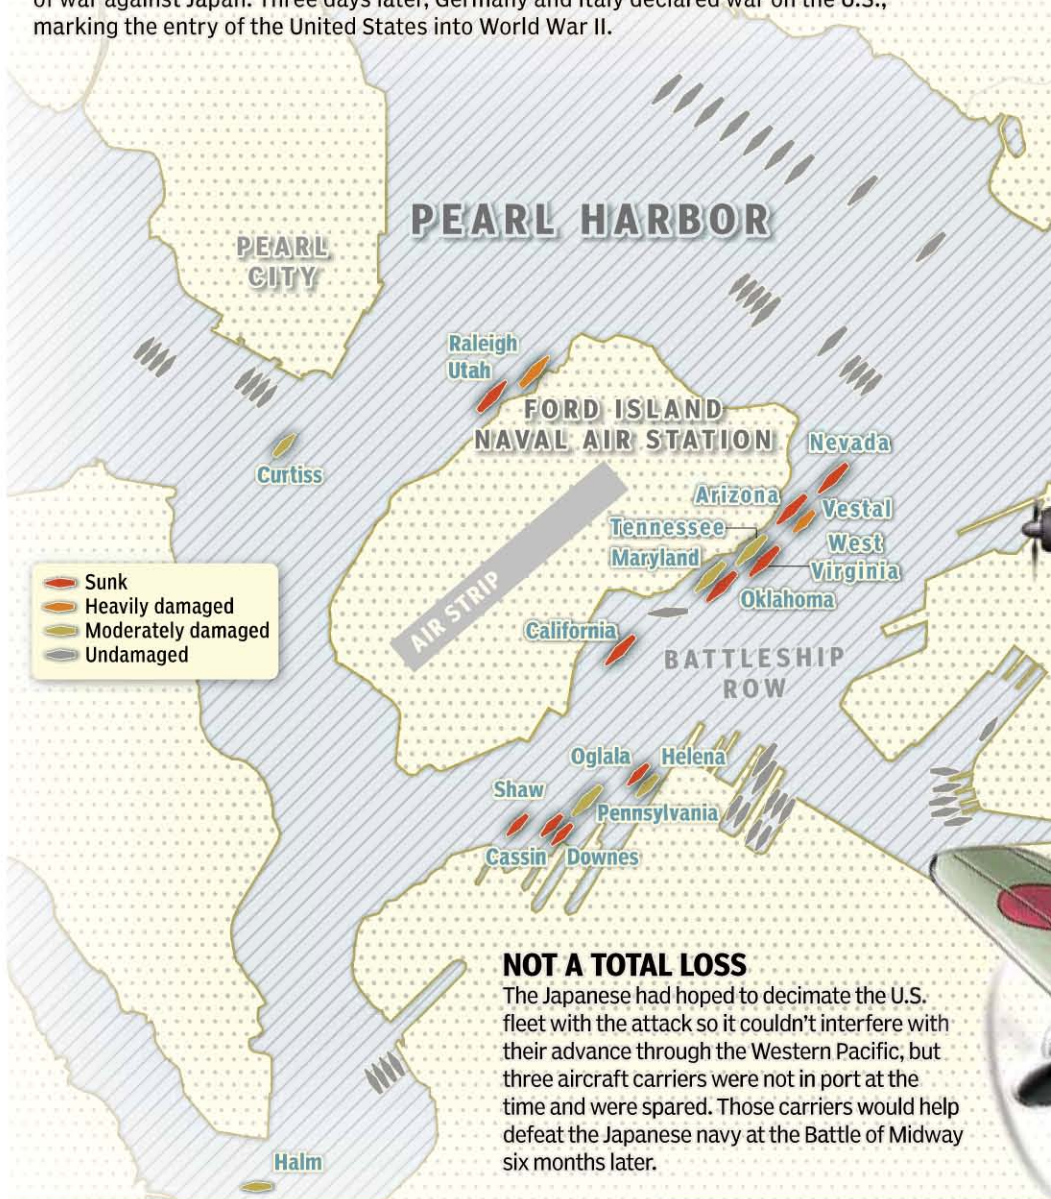 of war against Japan. Three days later, Germany and Italy declared war on the U.S.,
marking the entry of the United States into World War II.
PEARL HARBOR
PEARL
CITY
Raleigh
Utah
FORD ISLAND
NAVAL AIR STATION
Nevada
Curtiss
Arizona
Vestal
Tennessee
West
Virginia
Maryland
Oklahoma
Sunk
Heavily damaged
Moderately damaged
Undamaged
AIR STRIP
California
BATTLESHIP
ROW
Oglala
Helena
Shaw
Pennsylvania
Cassin
Downes
NOT A TOTAL LOSS
The Japanese had hoped to decimate the U.S.
fleet with the attack so it couldn't interfere with
their advance through the Western Pacific, but
three aircraft carriers were not in port at the
time and were spared. Those carriers would help
defeat the Japanese navy at the Battle of Midway
six months later.
Halm